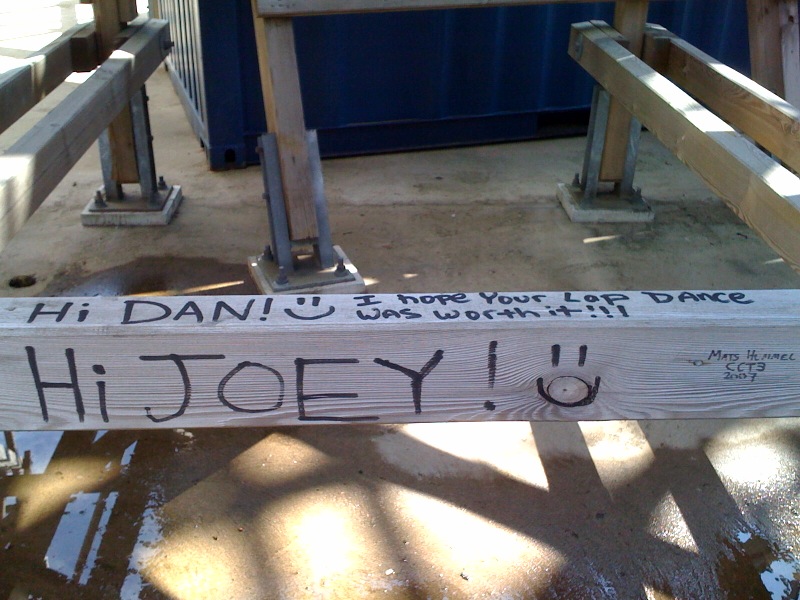 Hi DAN! I hope Your Lap Dance
was worth it!!!
Hi JOEY!
MATS HUMMEL
CCT3
2007